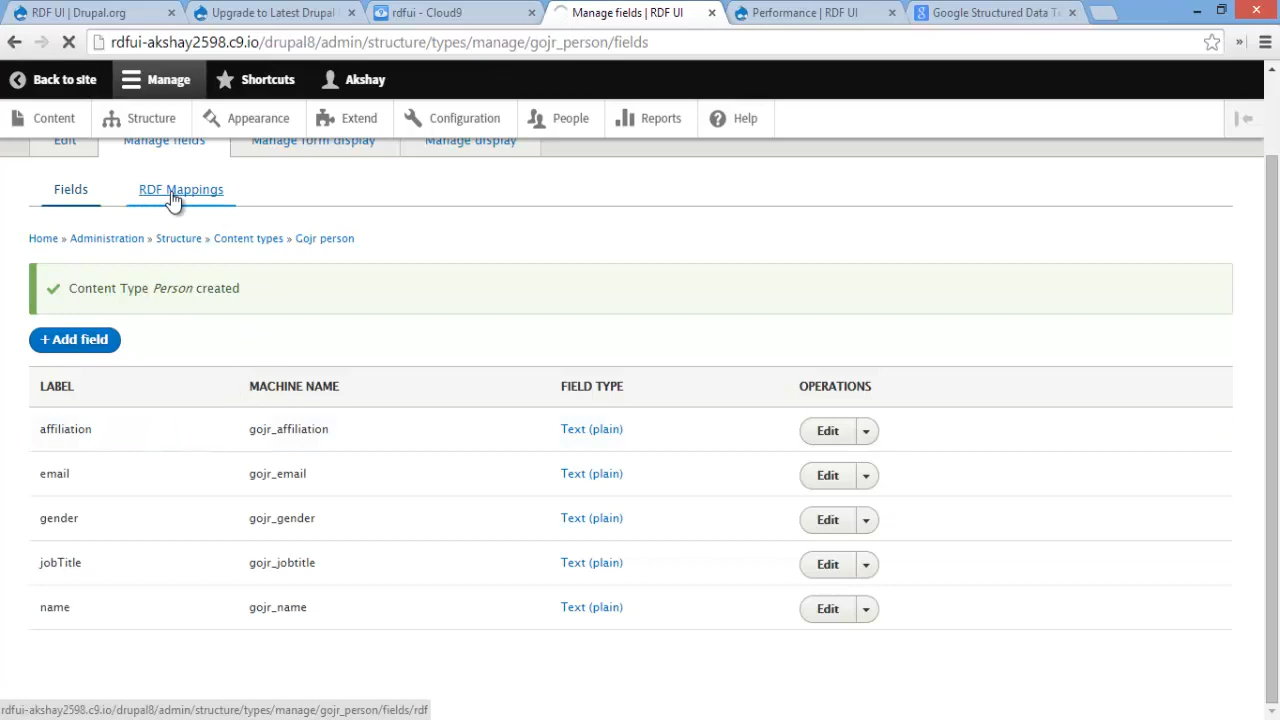 RDF UI | Drupal.org
Upgrade to Latest Drupal
rdfui - Cloud9
Manage fields | RDF UI
Performance | RDF UI
Google Structured Data T
rdfui-akshay2598.c9.io/drupal8/admin/structure/types/manage/gojr_person/fields
Back to site
Manage
Shortcuts
Akshay
Content
Structure
Appearance
Extend
Configuration
People
Reports
Help
Edit
Manage fields
Manage form display
Manage display
Fields
RDF Mappings
Home » Administration » Structure » Content types » Gojr person
Content Type Person created
+ Add field
LABEL MACHINE NAME FIELD TYPE OPERATIONS
affiliation gojr_affiliation Text (plain) Edit
email gojr_email Text (plain) Edit
gender gojr_gender Text (plain) Edit
jobTitle gojr_jobtitle Text (plain) Edit
name gojr_name Text (plain) Edit
rdfui-akshay2598.c9.io/drupal8/admin/structure/types/manage/gojr_person/fields/rdf